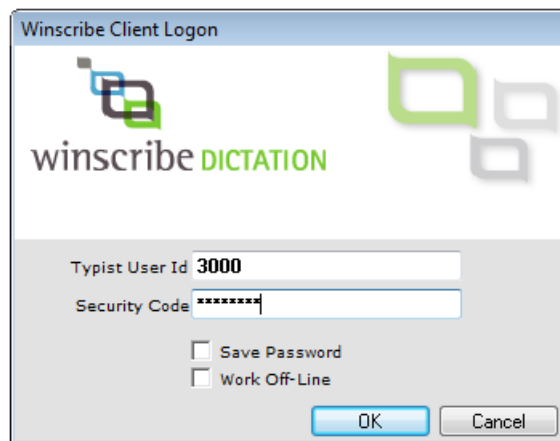 Winscribe Client Logon
winscribe DICTATION
Typist User Id 3000
Security Code ********
Save Password
Work Off-Line
OK Cancel